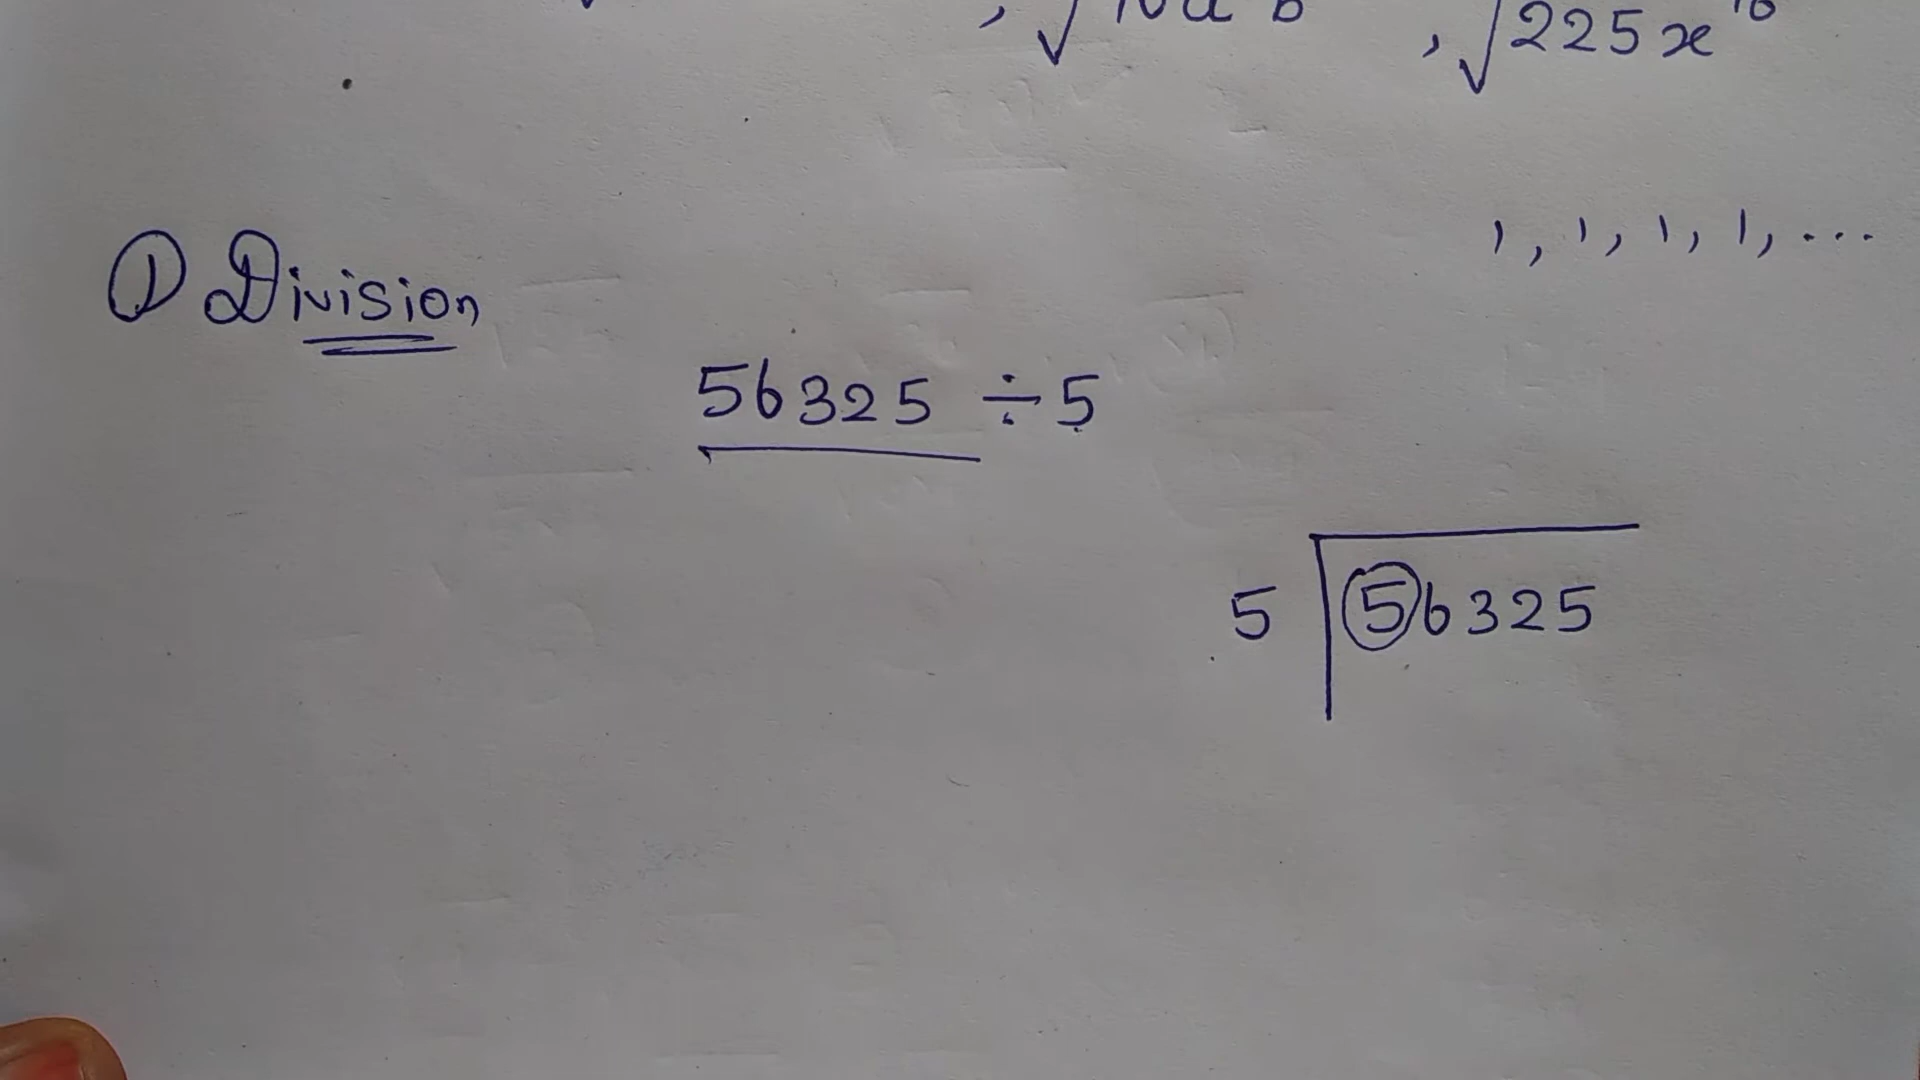 , √ , √225x
1, 1, 1, 1, ...
① Division
56325 ÷ 5
5 56325